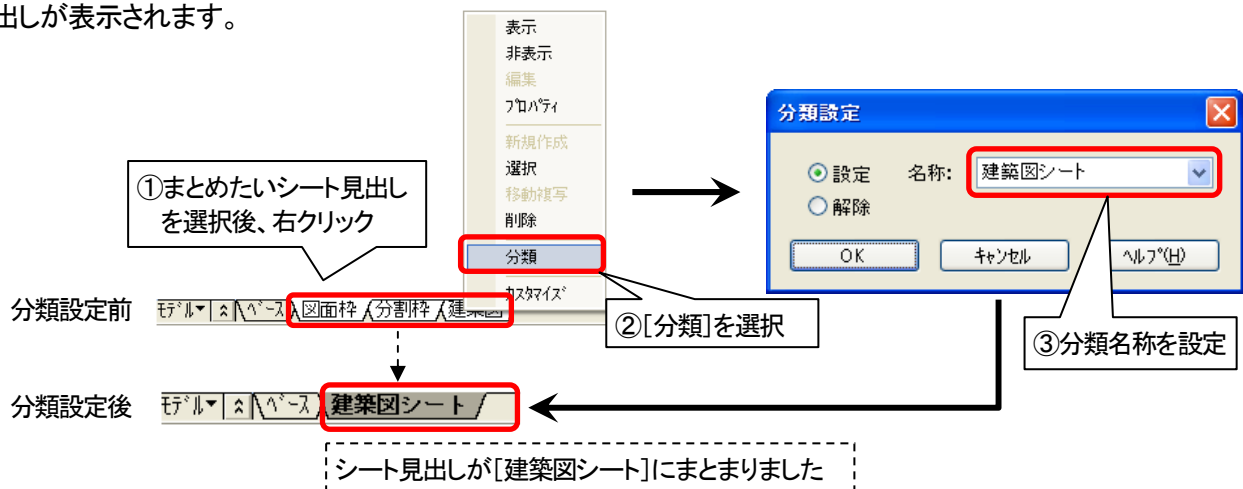 出しが表示されます。
表示
非表示
編集
プロパティ
新規作成
選択
移動複写
削除
分類
カスタマイズ
①まとめたいシート見出し
を選択後、右クリック
②[分類]を選択
分類設定
設定 名称: 建築図シート
解除
OK キャンセル ヘルプ(H)
③分類名称を設定
分類設定前 モデル ベース 図面枠 分割枠 建築図
分類設定後 モデル ベース 建築図シート
シート見出しが[建築図シート]にまとまりました